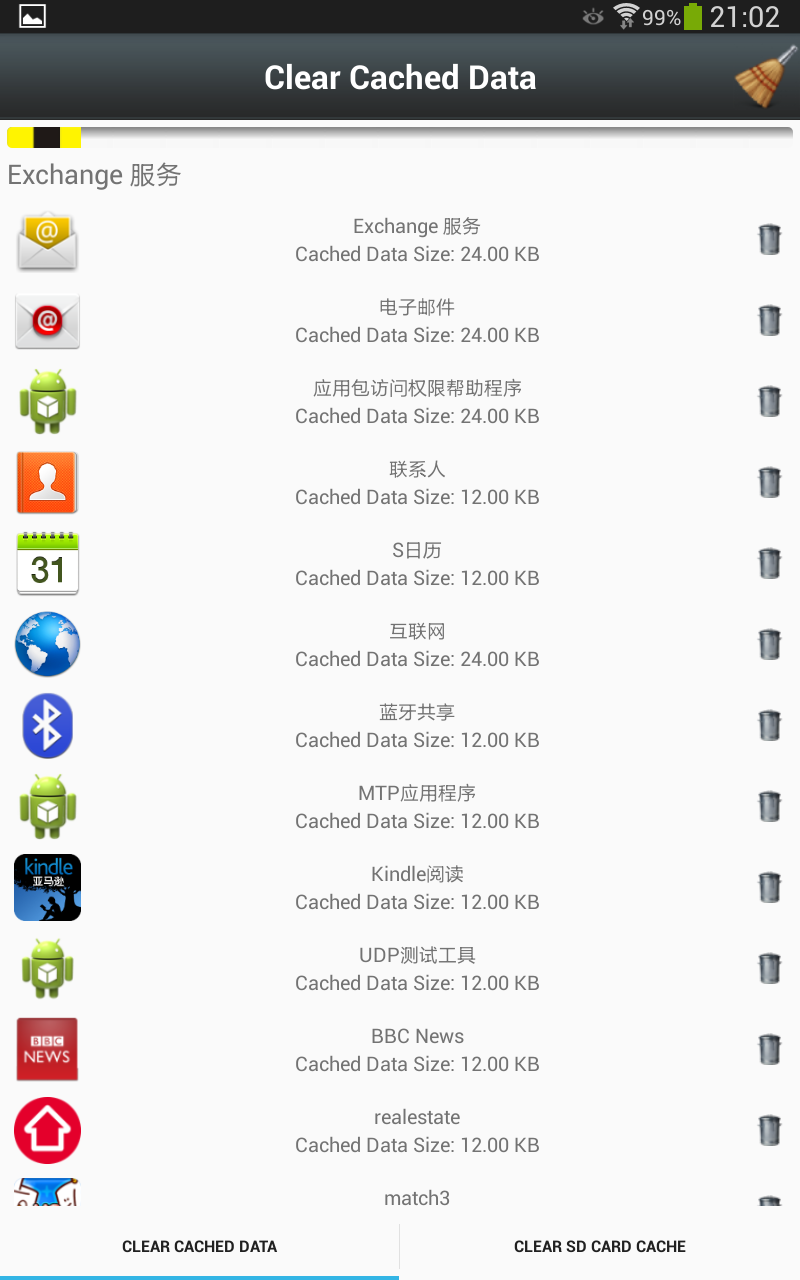 99% 21:02
Clear Cached Data
Exchange 服务
@
Exchange 服务
Cached Data Size: 24.00 KB
@
电子邮件
Cached Data Size: 24.00 KB
应用包访问权限帮助程序
Cached Data Size: 24.00 KB
联系人
Cached Data Size: 12.00 KB
31
S日历
Cached Data Size: 12.00 KB
互联网
Cached Data Size: 24.00 KB
蓝牙共享
Cached Data Size: 12.00 KB
MTP应用程序
Cached Data Size: 12.00 KB
kindle
亚马逊
Kindle阅读
Cached Data Size: 12.00 KB
UDP测试工具
Cached Data Size: 12.00 KB
BBC
NEWS
BBC News
Cached Data Size: 12.00 KB
realestate
Cached Data Size: 12.00 KB
match3
CLEAR CACHED DATA
CLEAR SD CARD CACHE